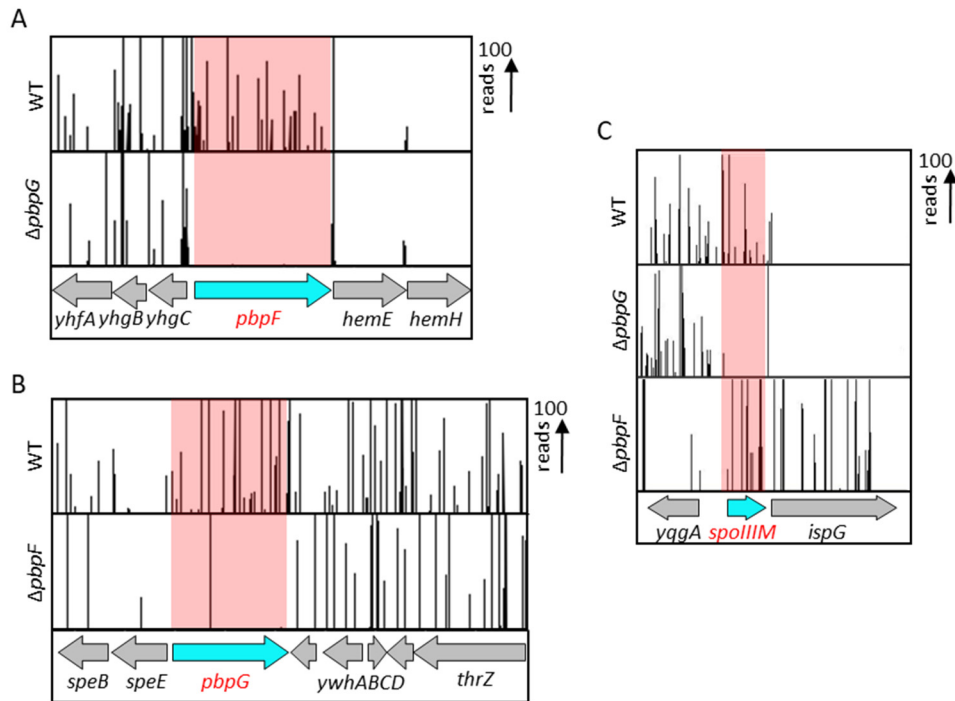 A
WT
100
reads
ΔpbpG
yhfA yhgB yhgC pbpF hemE hemH
B
WT
100
reads
ΔpbpF
speB speE pbpG ywhABCD thrZ
C
WT
100
reads
ΔpbpG
ΔpbpF
yqgA spoIIIM ispG